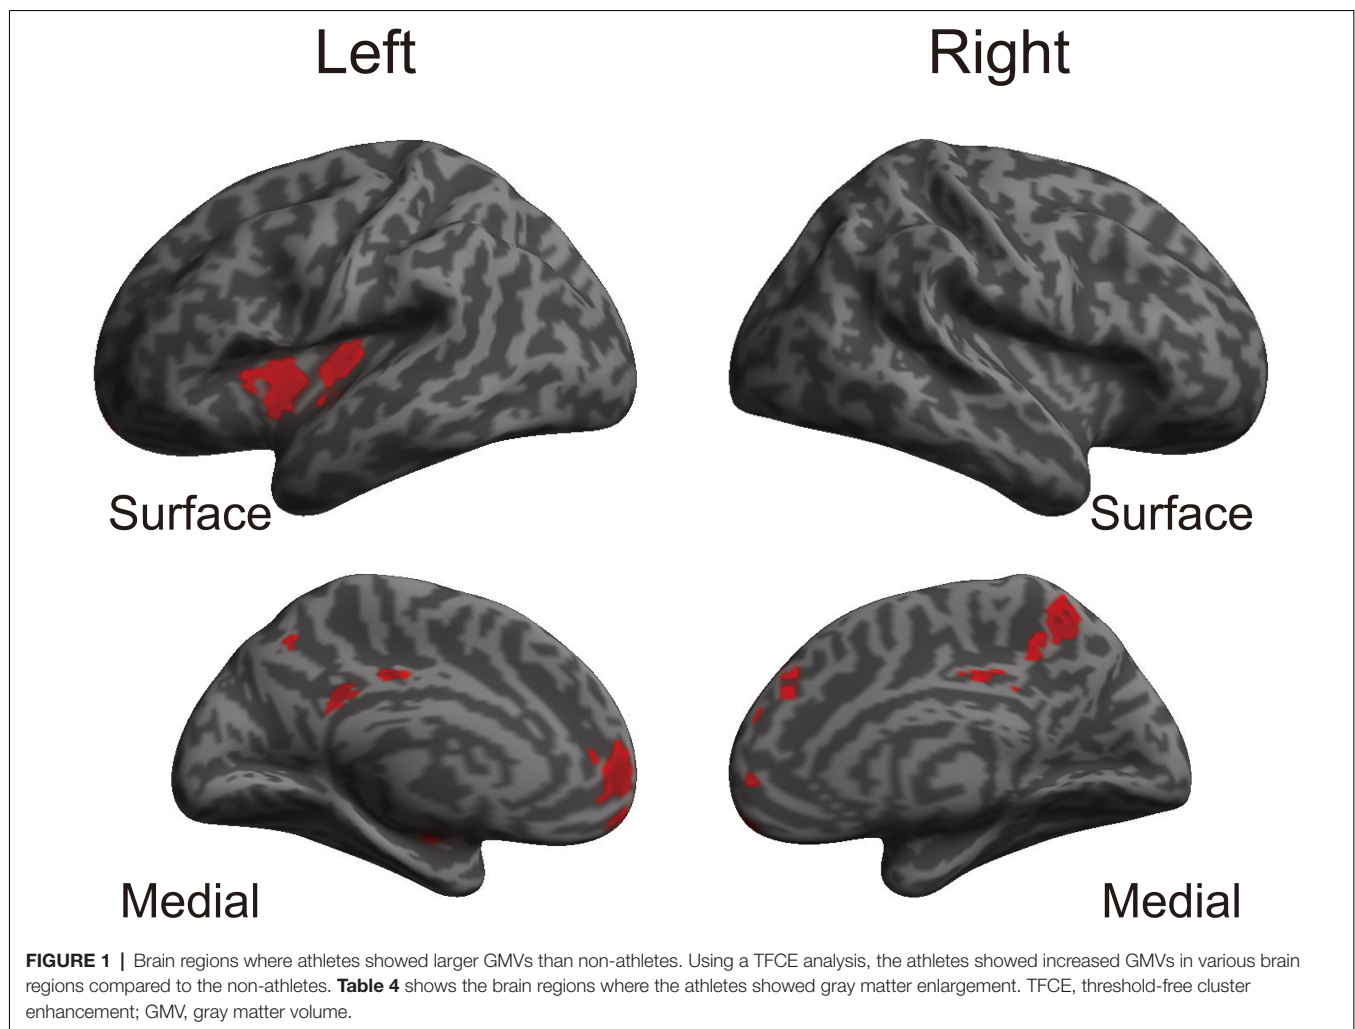 Left
Right
Surface
Surface
Medial
Medial
FIGURE 1 | Brain regions where athletes showed larger GMVs than non-athletes. Using a TFCE analysis, the athletes showed increased GMVs in various brain
regions compared to the non-athletes. Table 4 shows the brain regions where the athletes showed gray matter enlargement. TFCE, threshold-free cluster
enhancement; GMV, gray matter volume.